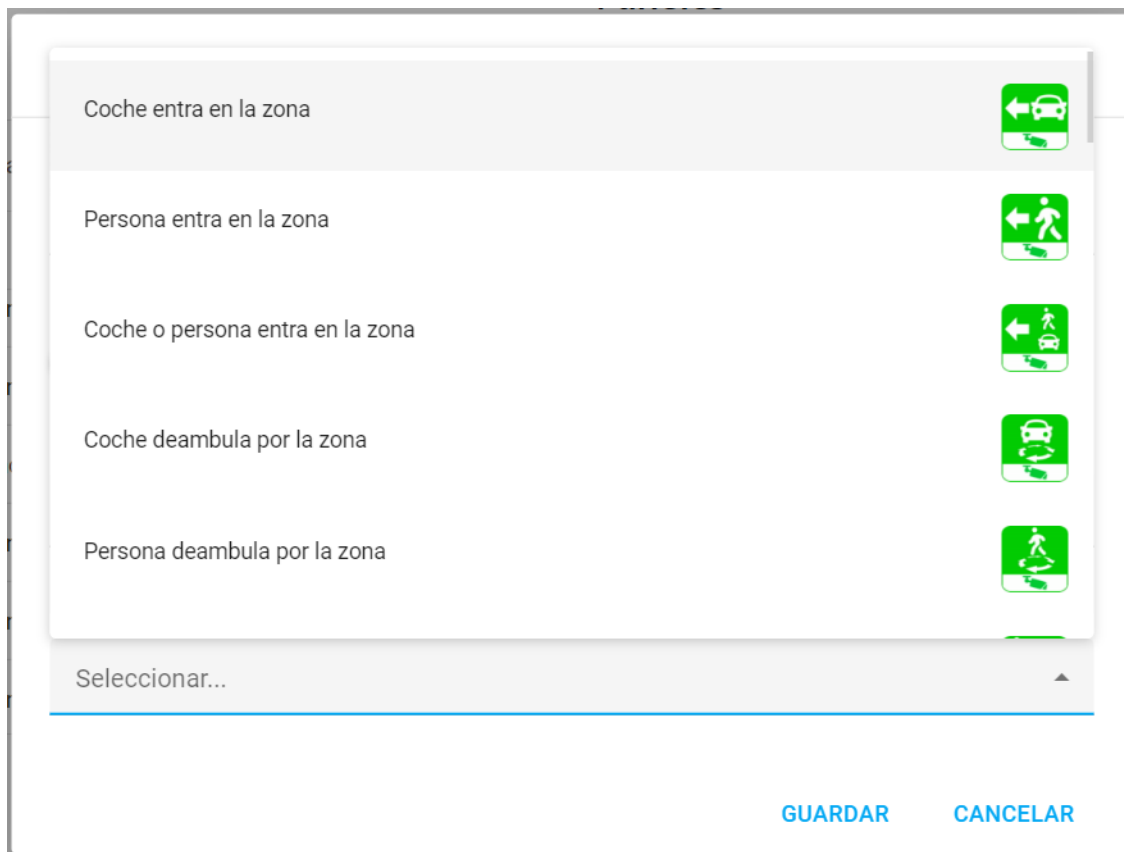 Coche entra en la zona
Persona entra en la zona
Coche o persona entra en la zona
Coche deambula por la zona
Persona deambula por la zona
Seleccionar...
GUARDAR
CANCELAR